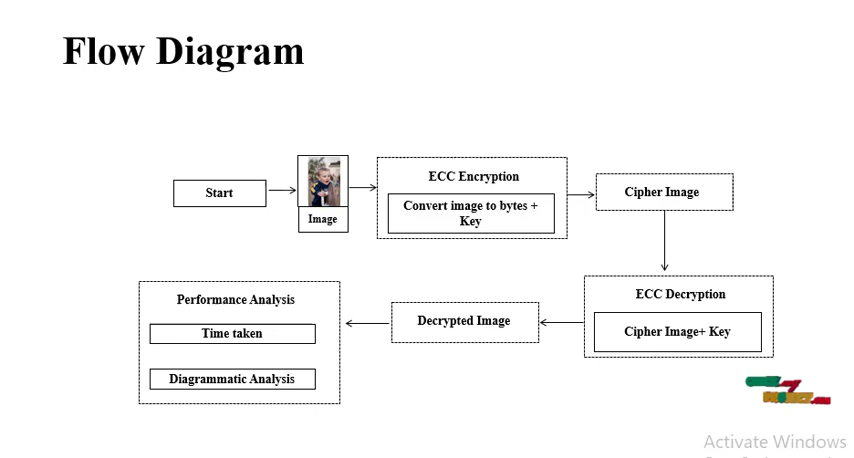 Flow Diagram
Start
Image
ECC Encryption
Convert image to bytes +
Key
Cipher Image
ECC Decryption
Cipher Image+ Key
Decrypted Image
Performance Analysis
Time taken
Diagrammatic Analysis
Activate Windows